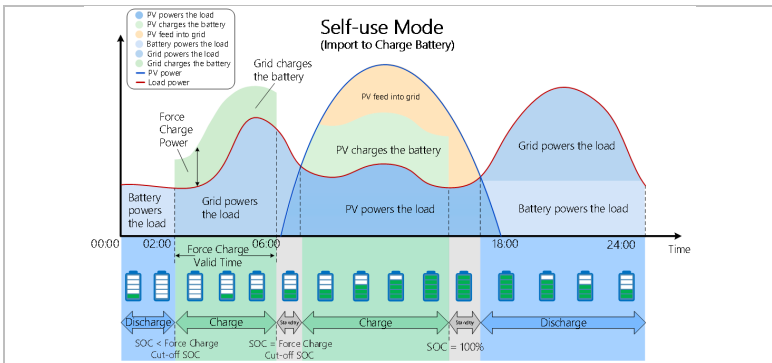 PV powers the load
PV charges the battery
PV feed into grid
Battery powers the load
Grid powers the load
Grid charges the battery
PV power
Load power
Self-use Mode
(Import to Charge Battery)
Grid charges
the battery
Force
Charge
Power
PV feed into grid
PV charges the battery
Grid powers the load
Battery
powers
the load
Grid powers
the load
PV powers the load
Battery powers the load
00:00
02:00
06:00
18:00
24:00
Time
Force Charge
Valid Time
Discharge
Charge
Standby
Charge
Standby
Discharge
SOC < Force Charge
Cut-off SOC
SOC = Force Charge
Cut-off SOC
SOC = 100%